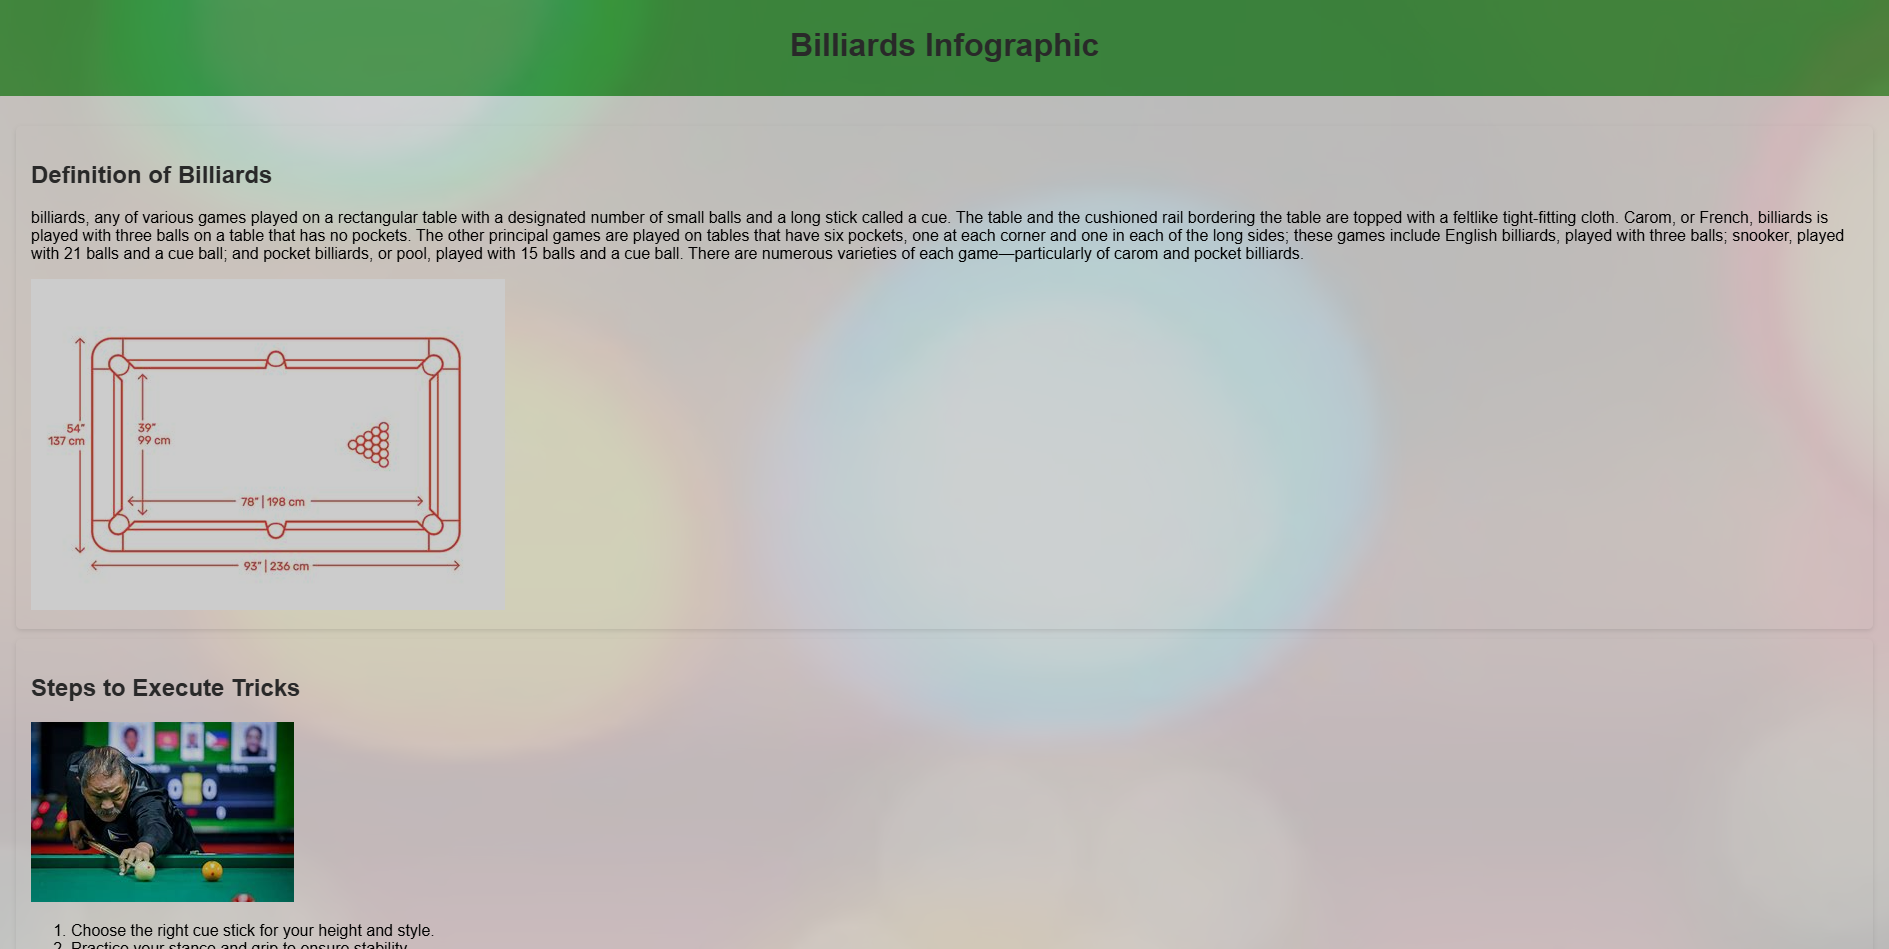 Billiards Infographic
Definition of Billiards
billiards, any of various games played on a rectangular table with a designated number of small balls and a long stick called a cue. The table and the cushioned rail bordering the table are topped with a feltlike tight-fitting cloth. Carom, or French, billiards is
played with three balls on a table that has no pockets. The other principal games are played on tables that have six pockets, one at each corner and one in each of the long sides; these games include English billiards, played with three balls; snooker, played
with 21 balls and a cue ball; and pocket billiards, or pool, played with 15 balls and a cue ball. There are numerous varieties of each game—particularly of carom and pocket billiards.
54"
137 cm
39"
99 cm
78" | 198 cm
93" | 236 cm
Steps to Execute Tricks
0 0
1. Choose the right cue stick for your height and style.
2. Practice your stance and grip to ensure stability.